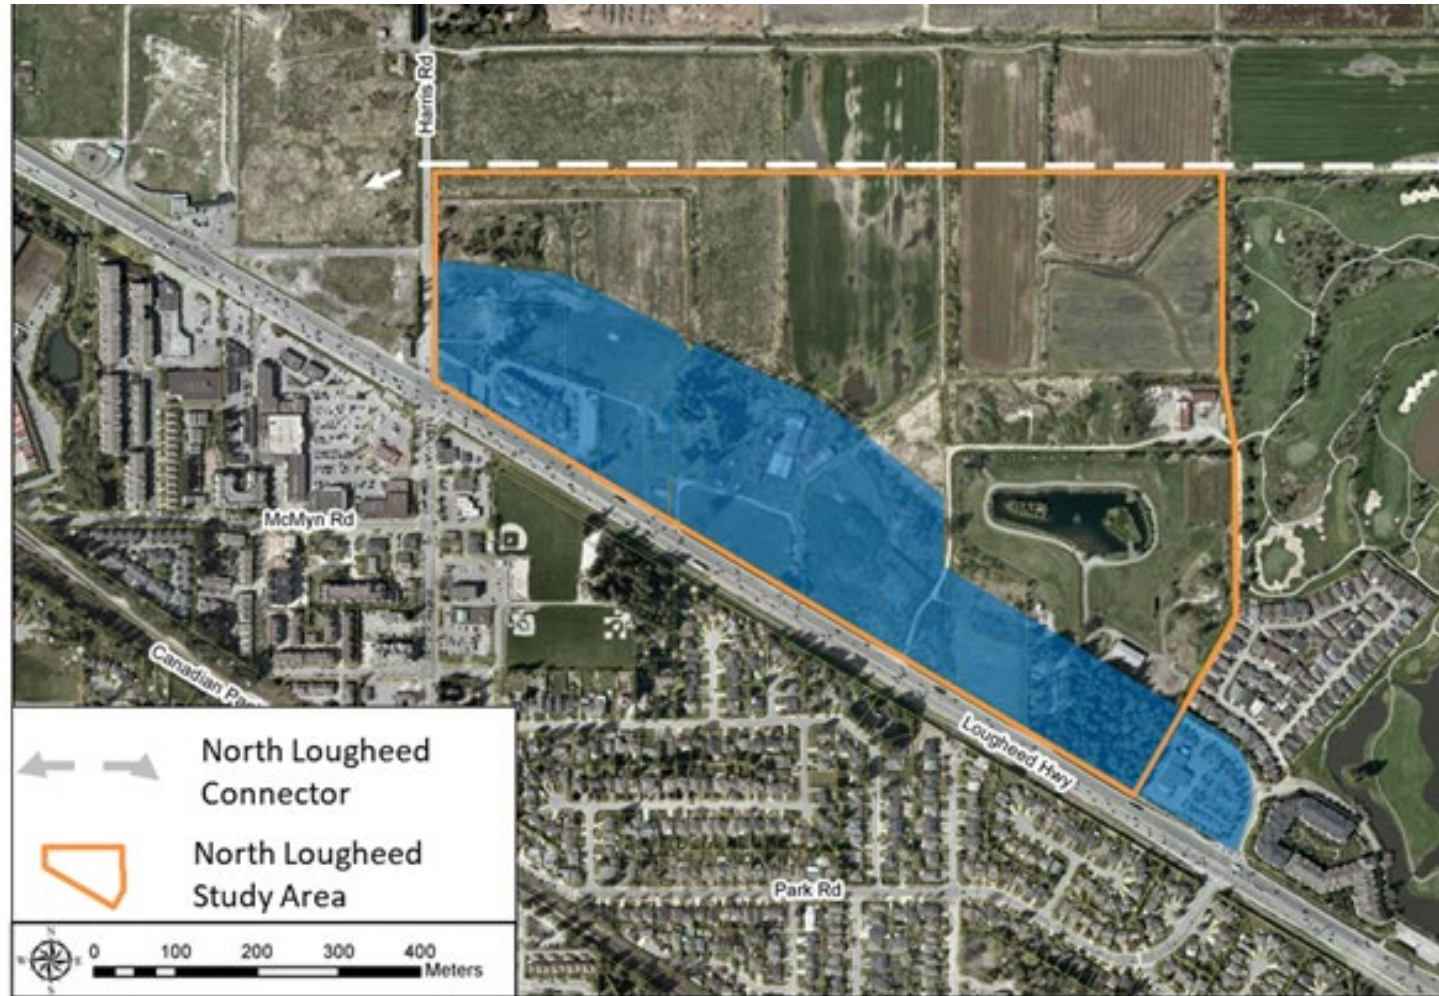 Harris Rd
McMyn Rd
Canadian
Lougheed Hwy
Park Rd
North Lougheed
Connector
North Lougheed
Study Area
N
W E
S
0 100 200 300 400
Meters